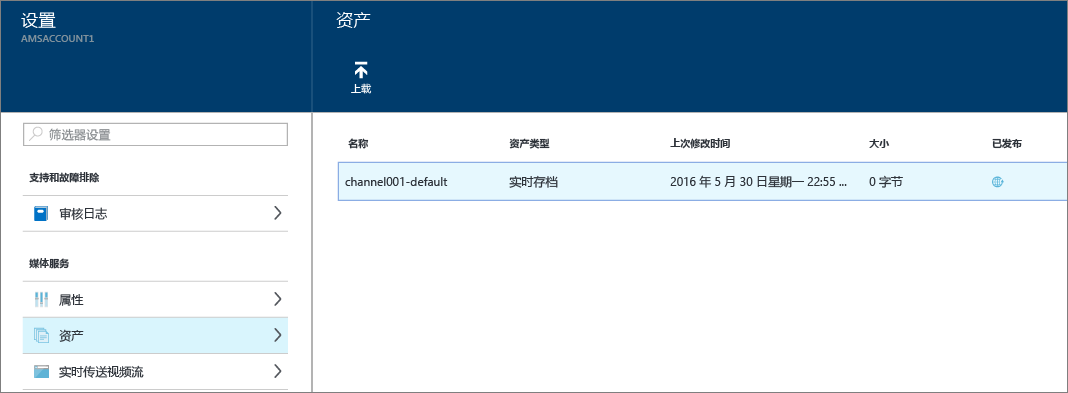 设置
AMSACCOUNT1
筛选器设置
支持和故障排除
审核日志
媒体服务
属性
资产
实时传送视频流
资产
上载
名称 资产类型 上次修改时间 大小 已发布
channel001-default 实时存档 2016 年 5 月 30 日星期一 22:55 ... 0 字节